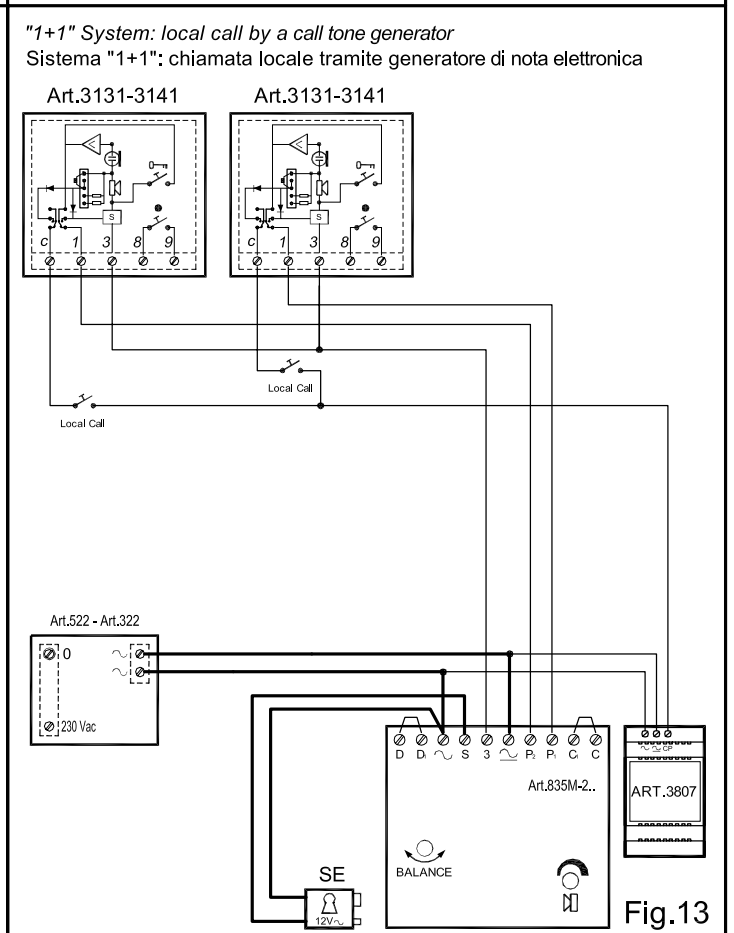 "1+1" System: local call by a call tone generator
Sistema "1+1": chiamata locale tramite generatore di nota elettronica
Art.3131-3141 Art.3131-3141
S S
c 1 3 8 9 c 1 3 8 9
Local Call
Local Call
Art.522 - Art.322
0
230 Vac
D D₁ S 3 P₂ P₁ C₁ C
CP
Art.835M-2..
ART.3807
BALANCE
SE
12V~
Fig.13